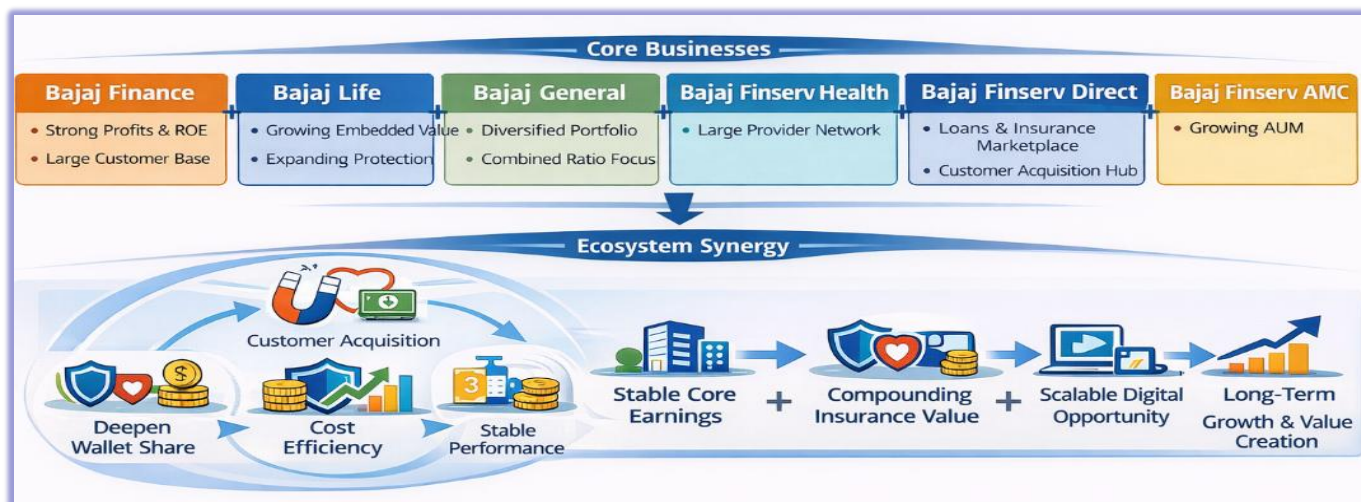 Core Businesses
Bajaj Finance
• Strong Profits & ROE
• Large Customer Base
+
Bajaj Life
• Growing Embedded Value
• Expanding Protection
+
Bajaj General
• Diversified Portfolio
• Combined Ratio Focus
+
Bajaj Finserv Health
• Large Provider Network
+
Bajaj Finserv Direct
• Loans & Insurance
Marketplace
• Customer Acquisition Hub
+
Bajaj Finserv AMC
• Growing AUM
Ecosystem Synergy
Customer Acquisition
$
Deepen
Wallet Share
Cost
Efficiency
3
Stable
Performance
Stable Core
Earnings
+
Compounding
Insurance Value
+
Scalable Digital
Opportunity
Long-Term
Growth & Value
Creation